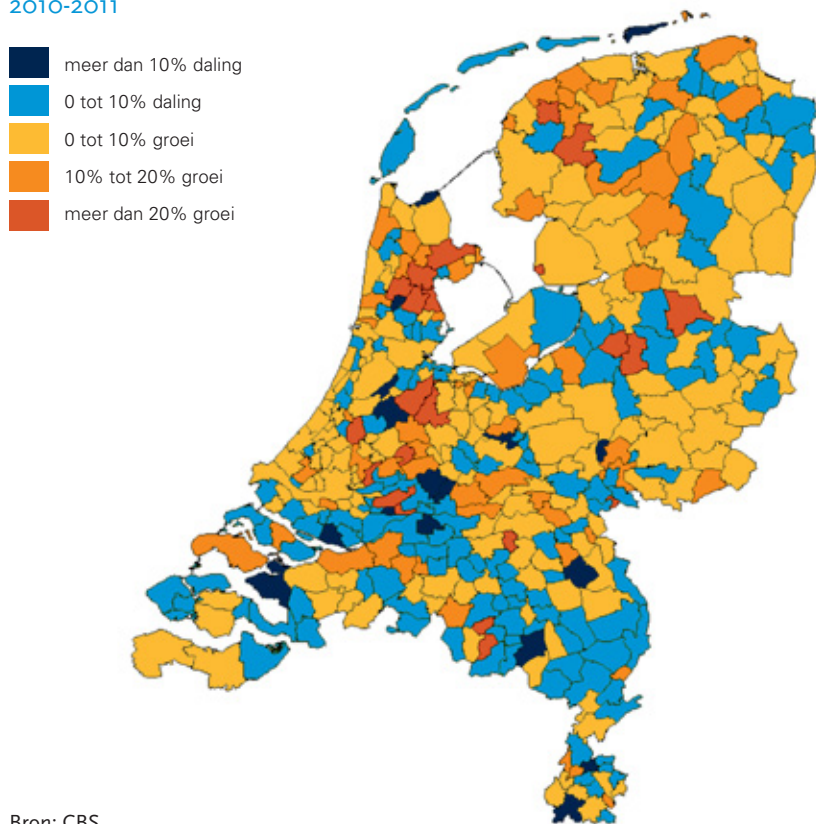 2010-2011
meer dan 10% daling
0 tot 10% daling
0 tot 10% groei
10% tot 20% groei
meer dan 20% groei
Bron: CBS